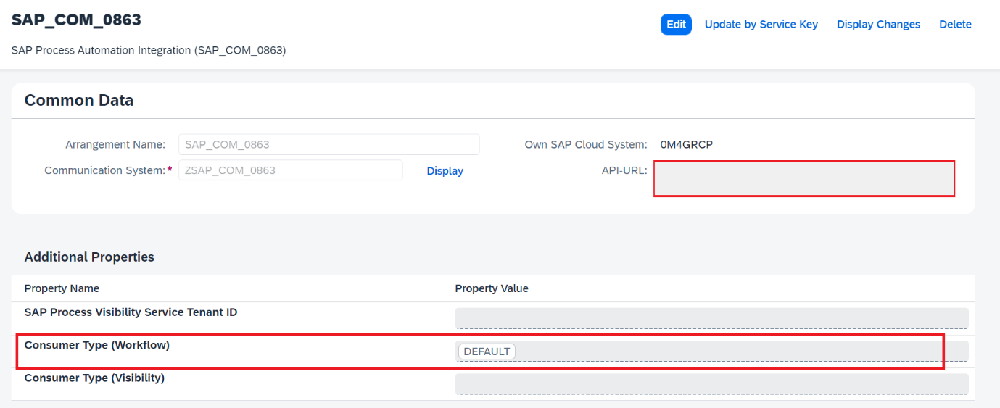 SAP_COM_0863
Edit Update by Service Key Display Changes Delete
SAP Process Automation Integration (SAP_COM_0863)
Common Data
Arrangement Name: SAP_COM_0863 Own SAP Cloud System: 0M4GRCP
Communication System:* ZSAP_COM_0863 Display API-URL:
Additional Properties
Property Name Property Value
SAP Process Visibility Service Tenant ID
Consumer Type (Workflow) DEFAULT
Consumer Type (Visibility)